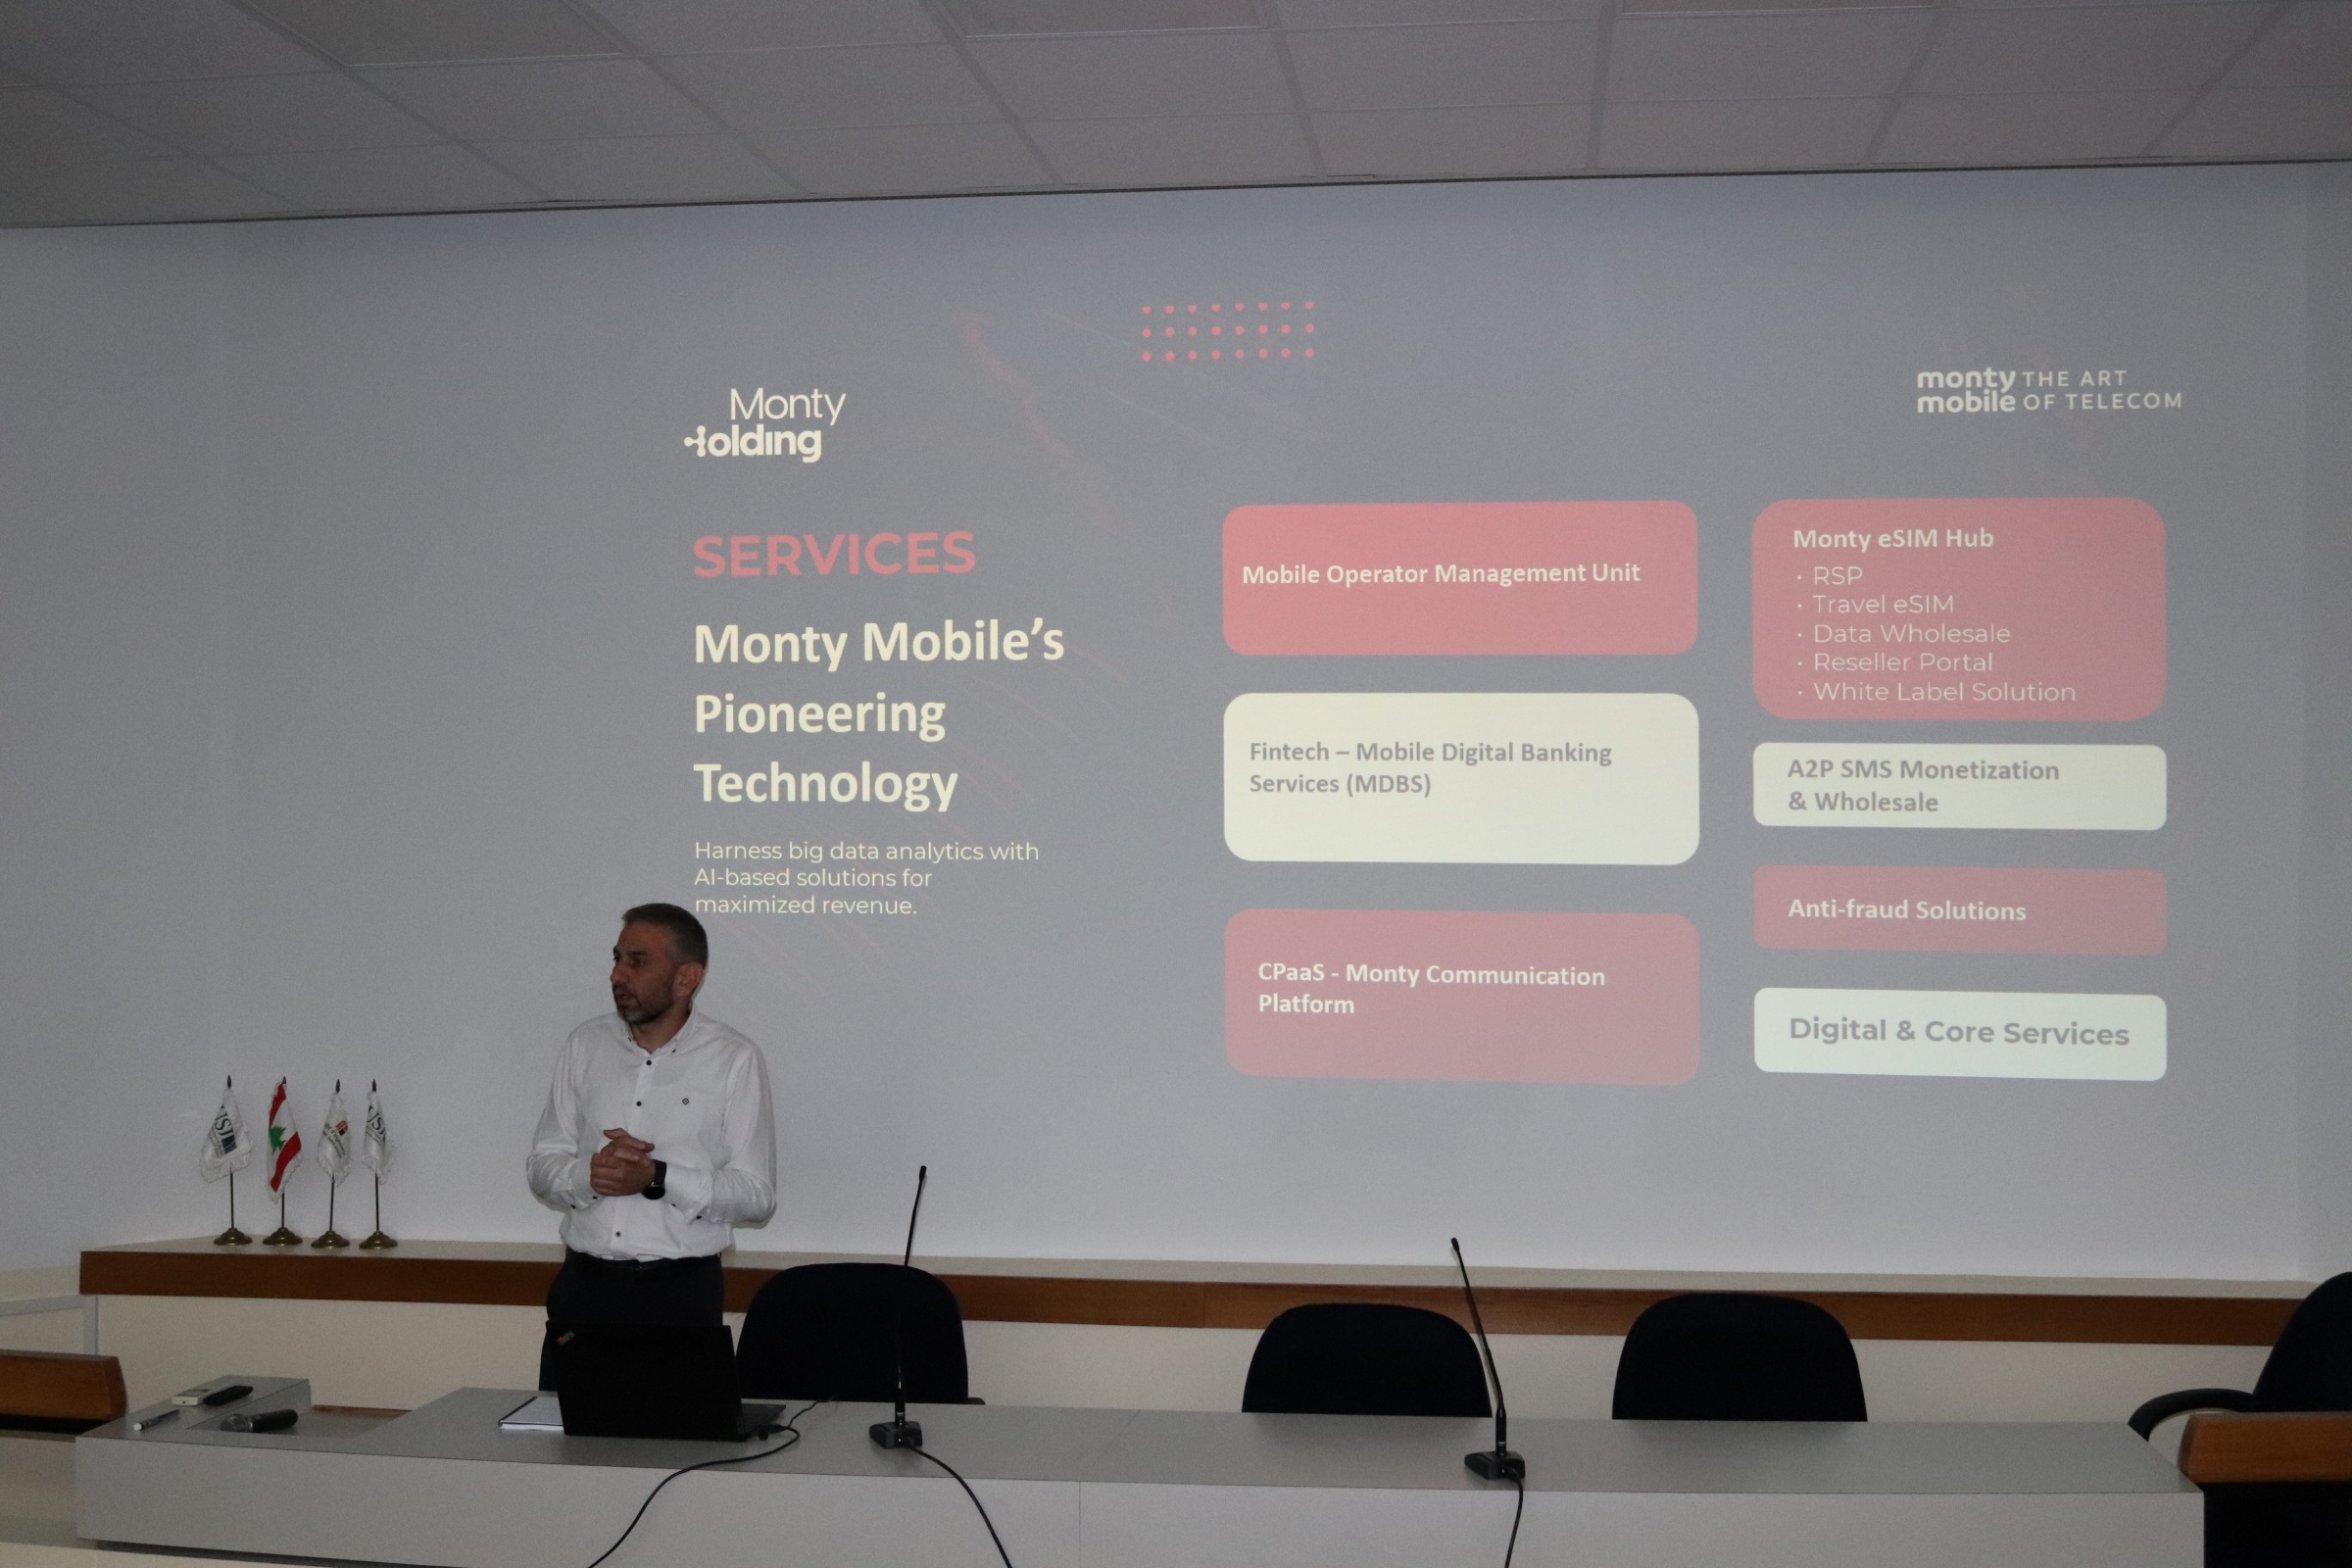 Monty
Holding
monty THE ART
mobile OF TELECOM
SERVICES
Monty Mobile’s
Pioneering
Technology
Harness big data analytics with
AI-based solutions for
maximized revenue.
Mobile Operator Management Unit
Fintech – Mobile Digital Banking
Services (MDBS)
CPaaS - Monty Communication
Platform
Monty eSIM Hub
· RSP
· Travel eSIM
· Data Wholesale
· Reseller Portal
· White Label Solution
A2P SMS Monetization
& Wholesale
Anti-fraud Solutions
Digital & Core Services